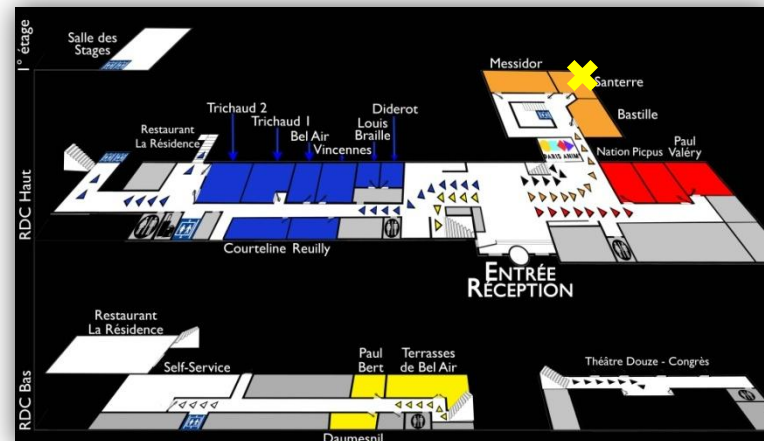 1° étage
Salle des
Stages
Messidor
Santerre
Bastille
Trichaud 2
Trichaud 1
Bel Air
Vincennes
Louis
Braille
Diderot
Restaurant
La Résidence
PARIS ANIM'
Nation Picpus
Paul
Valéry
RDC Haut
Courteline Reuilly
ENTRÉE
RÉCEPTION
Restaurant
La Résidence
RDC Bas
Self-Service
Paul
Bert
Terrasses
de Bel Air
Théâtre Douze - Congrès
Daumesnil